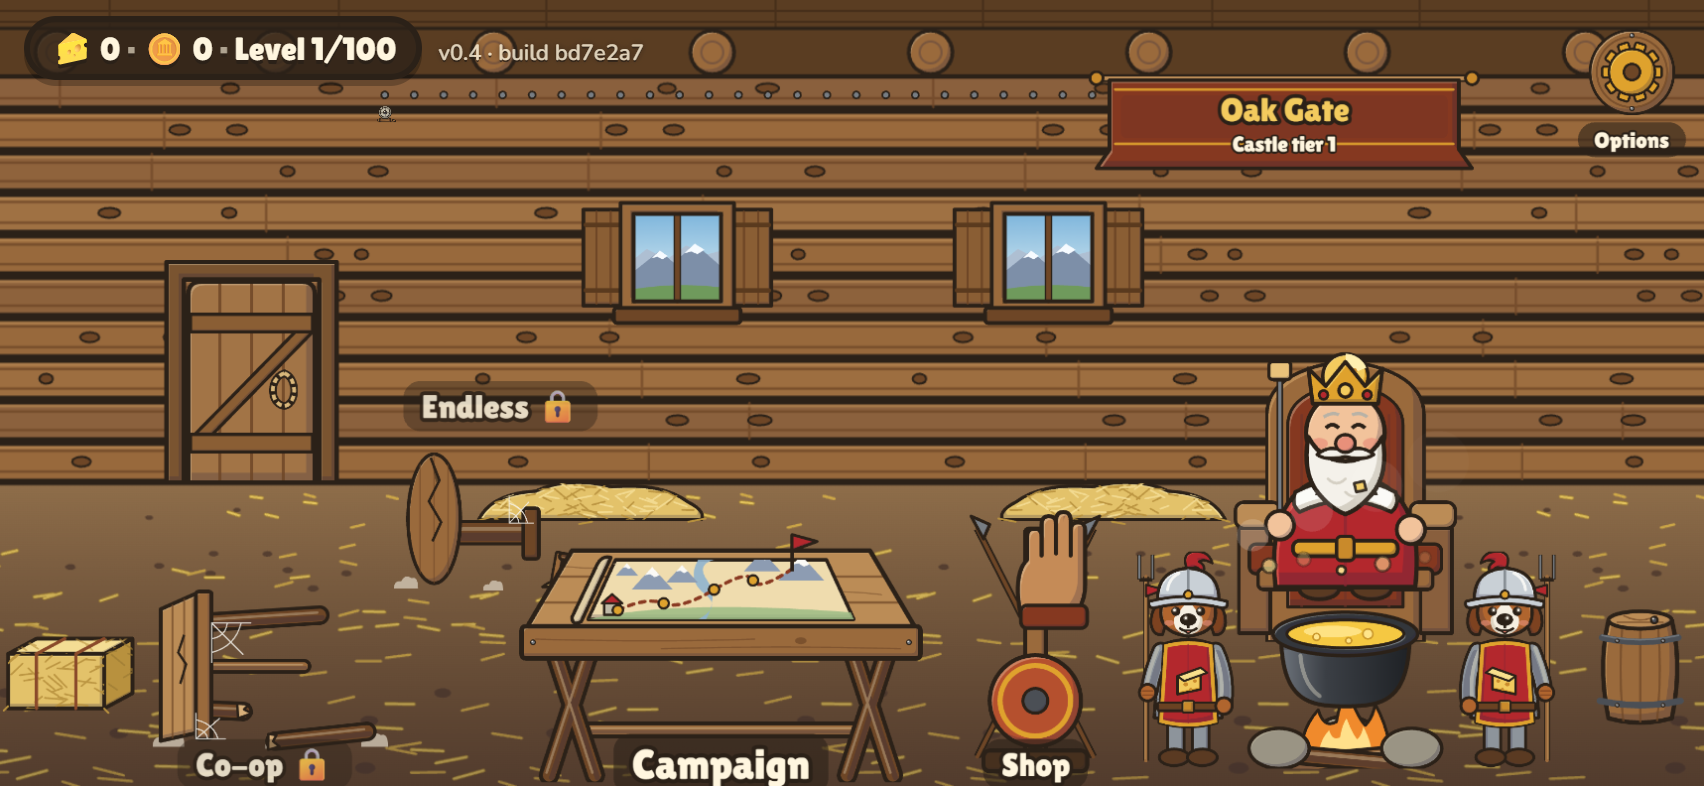 0 · 0 · Level 1/100
v0.4 · build bd7e2a7
Oak Gate
Castle tier 1
Options
Endless
Co-op
Campaign
Shop